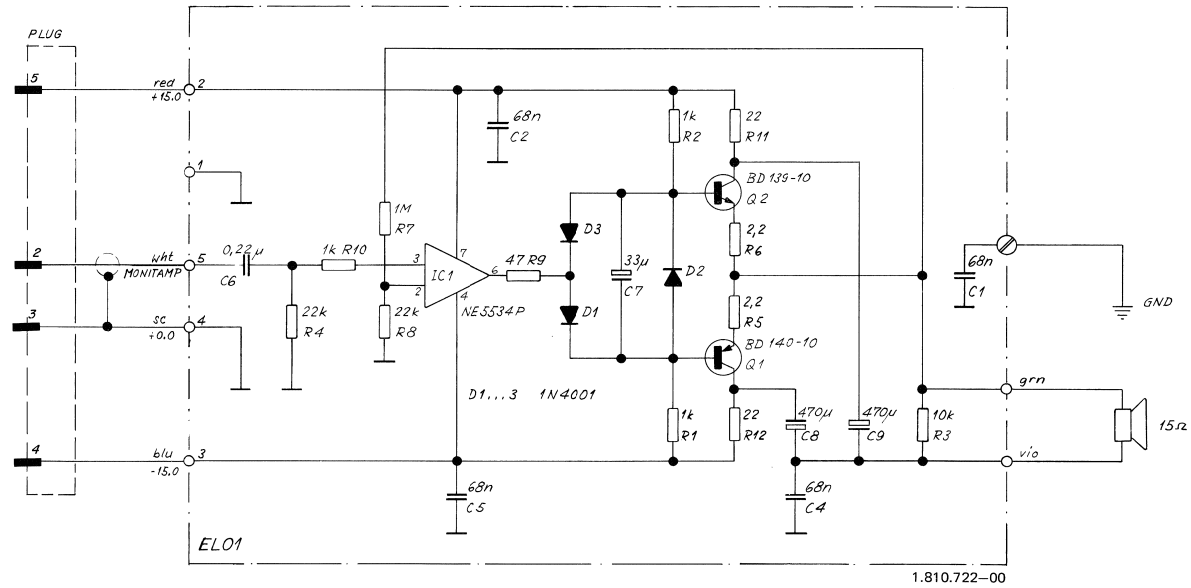 PLUG
5
red
+15.0
2
1
2
wht
MONITAMP
5
3
sc
±0.0
4
4
blu
-15.0
3
0,22µ
C6
1k R10
22k
R4
1M
R7
22k
R8
3
2
7
6
4
IC1
NE5534P
47 R9
68n
C2
68n
C5
D3
D1
33µ
C7
D2
1k
R2
1k
R1
22
R11
BD139-10
Q2
2,2
R6
2,2
R5
BD140-10
Q1
22
R12
D1...3 1N4001
470µ
C8
470µ
C9
68n
C4
10k
R3
68n
C1
GND
grn
vio
15Ω
EL01
1.810.722–00